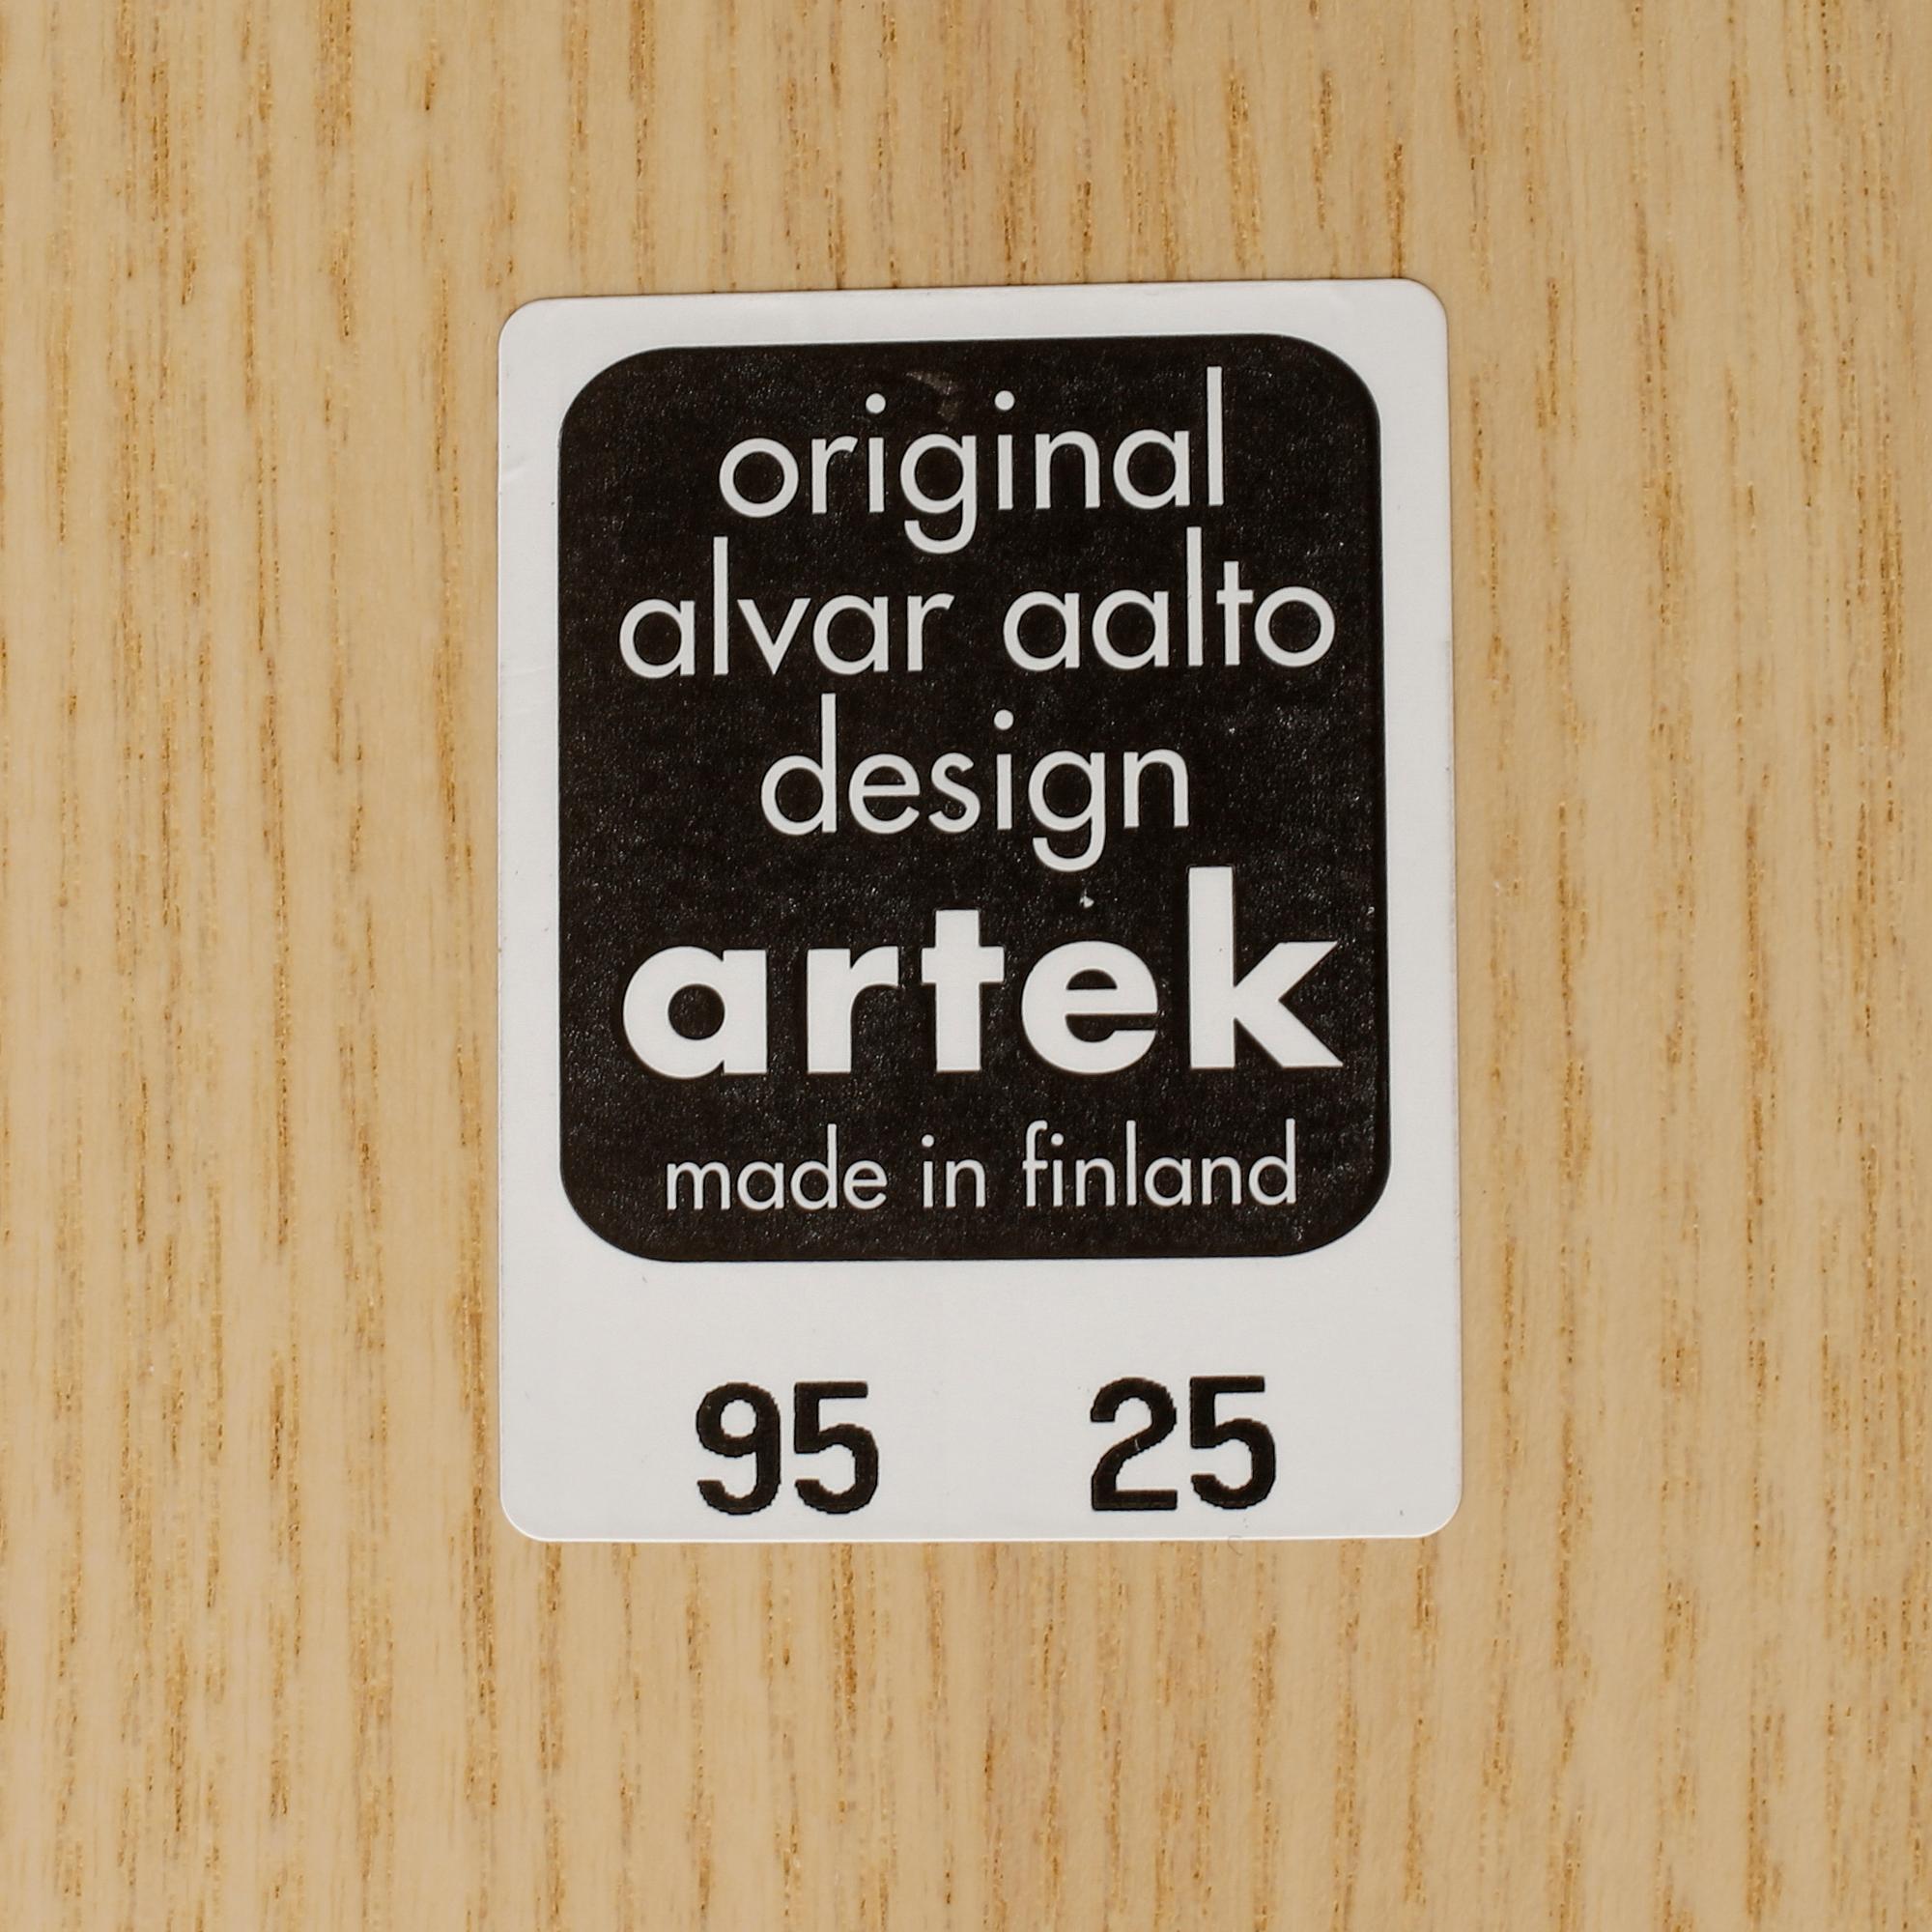 original
alvar aalto
design
artek
made in finland
95 25